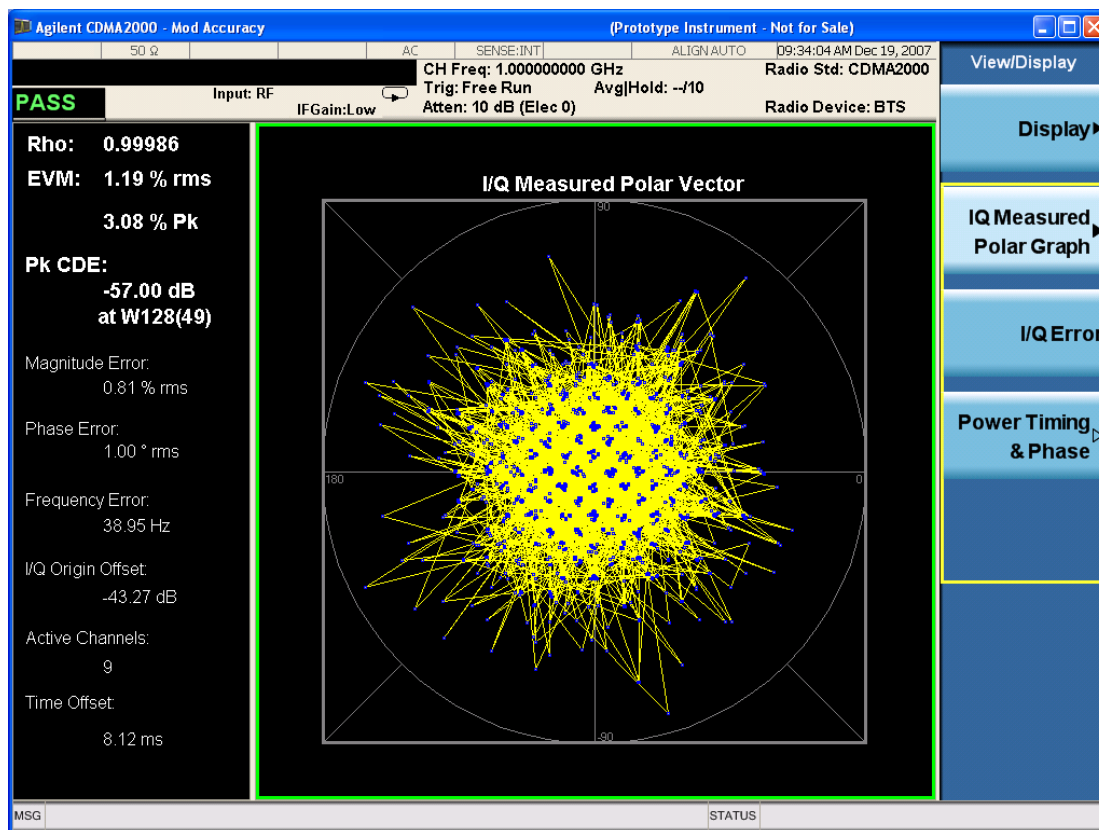 Agilent CDMA2000 - Mod Accuracy (Prototype Instrument - Not for Sale)
50 Ω AC SENSE:INT ALIGN AUTO 09:34:04 AM Dec 19, 2007
CH Freq: 1.000000000 GHz Radio Std: CDMA2000
PASS Input: RF Trig: Free Run Avg|Hold: --/10
IFGain:Low Atten: 10 dB (Elec 0) Radio Device: BTS
Rho: 0.99986
EVM: 1.19 % rms
3.08 % Pk
Pk CDE:
-57.00 dB
at W128(49)
Magnitude Error:
0.81 % rms
Phase Error:
1.00 ° rms
Frequency Error:
38.95 Hz
I/Q Origin Offset:
-43.27 dB
Active Channels:
9
Time Offset:
8.12 ms
I/Q Measured Polar Vector
90
180
0
-90
View/Display
Display
IQ Measured
Polar Graph
I/Q Error
Power Timing
& Phase
MSG STATUS